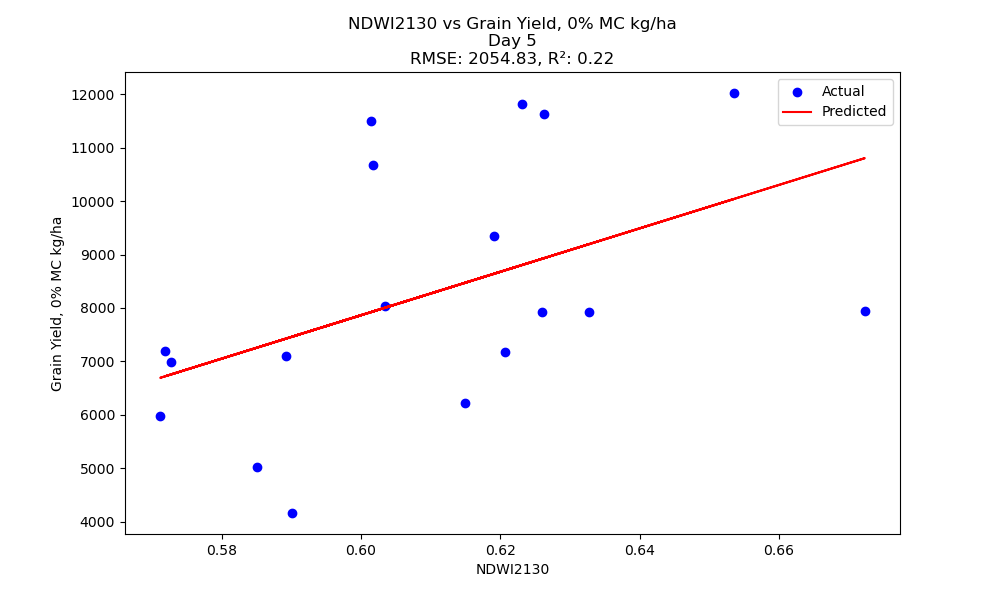 NDWI2130 vs Grain Yield, 0% MC kg/ha
Day 5
RMSE: 2054.83, R²: 0.22
Actual
Predicted
12000
11000
10000
9000
8000
7000
6000
5000
4000
Grain Yield, 0% MC kg/ha
0.58
0.60
0.62
0.64
0.66
NDWI2130